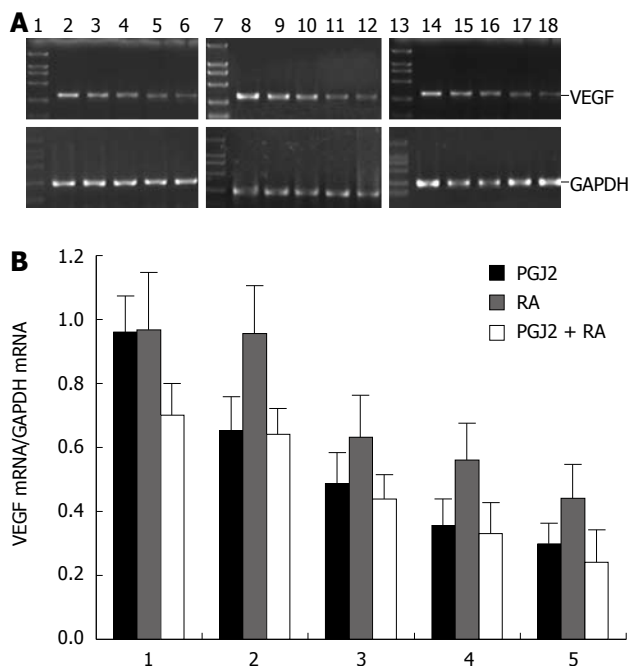 A 1 2 3 4 5 6 7 8 9 10 11 12 13 14 15 16 17 18
VEGF
GAPDH
B
1.2
1.0
0.8
0.6
0.4
0.2
0.0
VEGF mRNA/GAPDH mRNA
PGJ2
RA
PGJ2 + RA
1 2 3 4 5